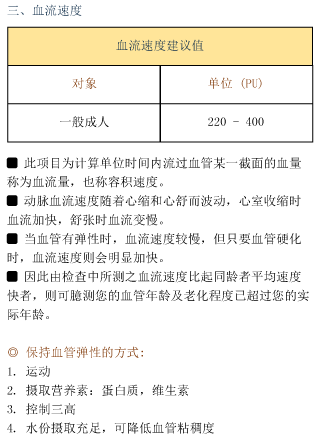 三、血流速度
血流速度建议值
对象 单位 (PU)
一般成人 220 - 400
■ 此项目为计算单位时间内流过血管某一截面的血量
称为血流量，也称容积速度。
■ 动脉血流速度随着心缩和心舒而波动，心室收缩时
血流加快，舒张时血流变慢。
■ 当血管有弹性时，血流速度较慢，但只要血管硬化
时，血流速度则会明显加快。
■ 因此由检查中所测之血流速度比起同龄者平均速度
快者，则可臆测您的血管年龄及老化程度已超过您的实
际年龄。
◎ 保持血管弹性的方式:
1. 运动
2. 摄取营养素: 蛋白质，维生素
3. 控制三高
4. 水份摄取充足，可降低血管粘稠度